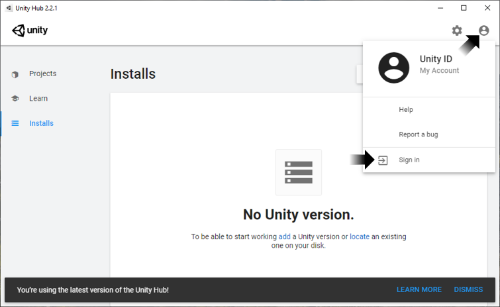 Unity Hub 2.2.1
unity
Unity ID
My Account
Projects
Installs
Learn
Help
Installs
Report a bug
Sign in
No Unity version.
To be able to start working add a Unity version or locate an existing
one on your disk.
You're using the latest version of the Unity Hub!
LEARN MORE
DISMISS